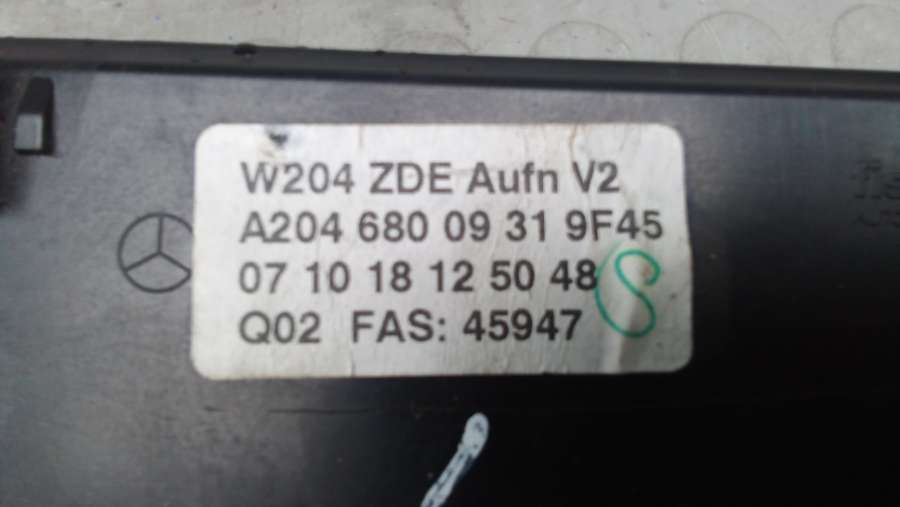 W204 ZDE Aufn V2
A204 680 09 31 9F45
07 10 18 12 50 48
Q02 FAS: 45947